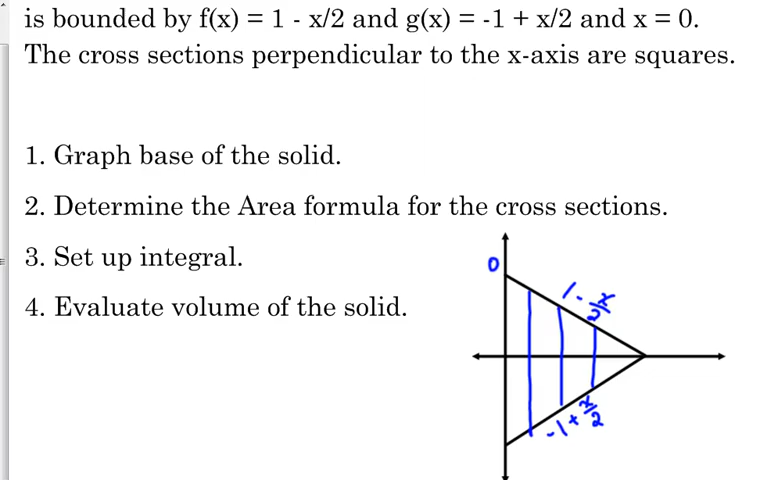 is bounded by f(x) = 1 - x/2 and g(x) = -1 + x/2 and x = 0.
The cross sections perpendicular to the x-axis are squares.
1. Graph base of the solid.
2. Determine the Area formula for the cross sections.
3. Set up integral.
4. Evaluate volume of the solid.
0
1 - x/2
-1 + x/2